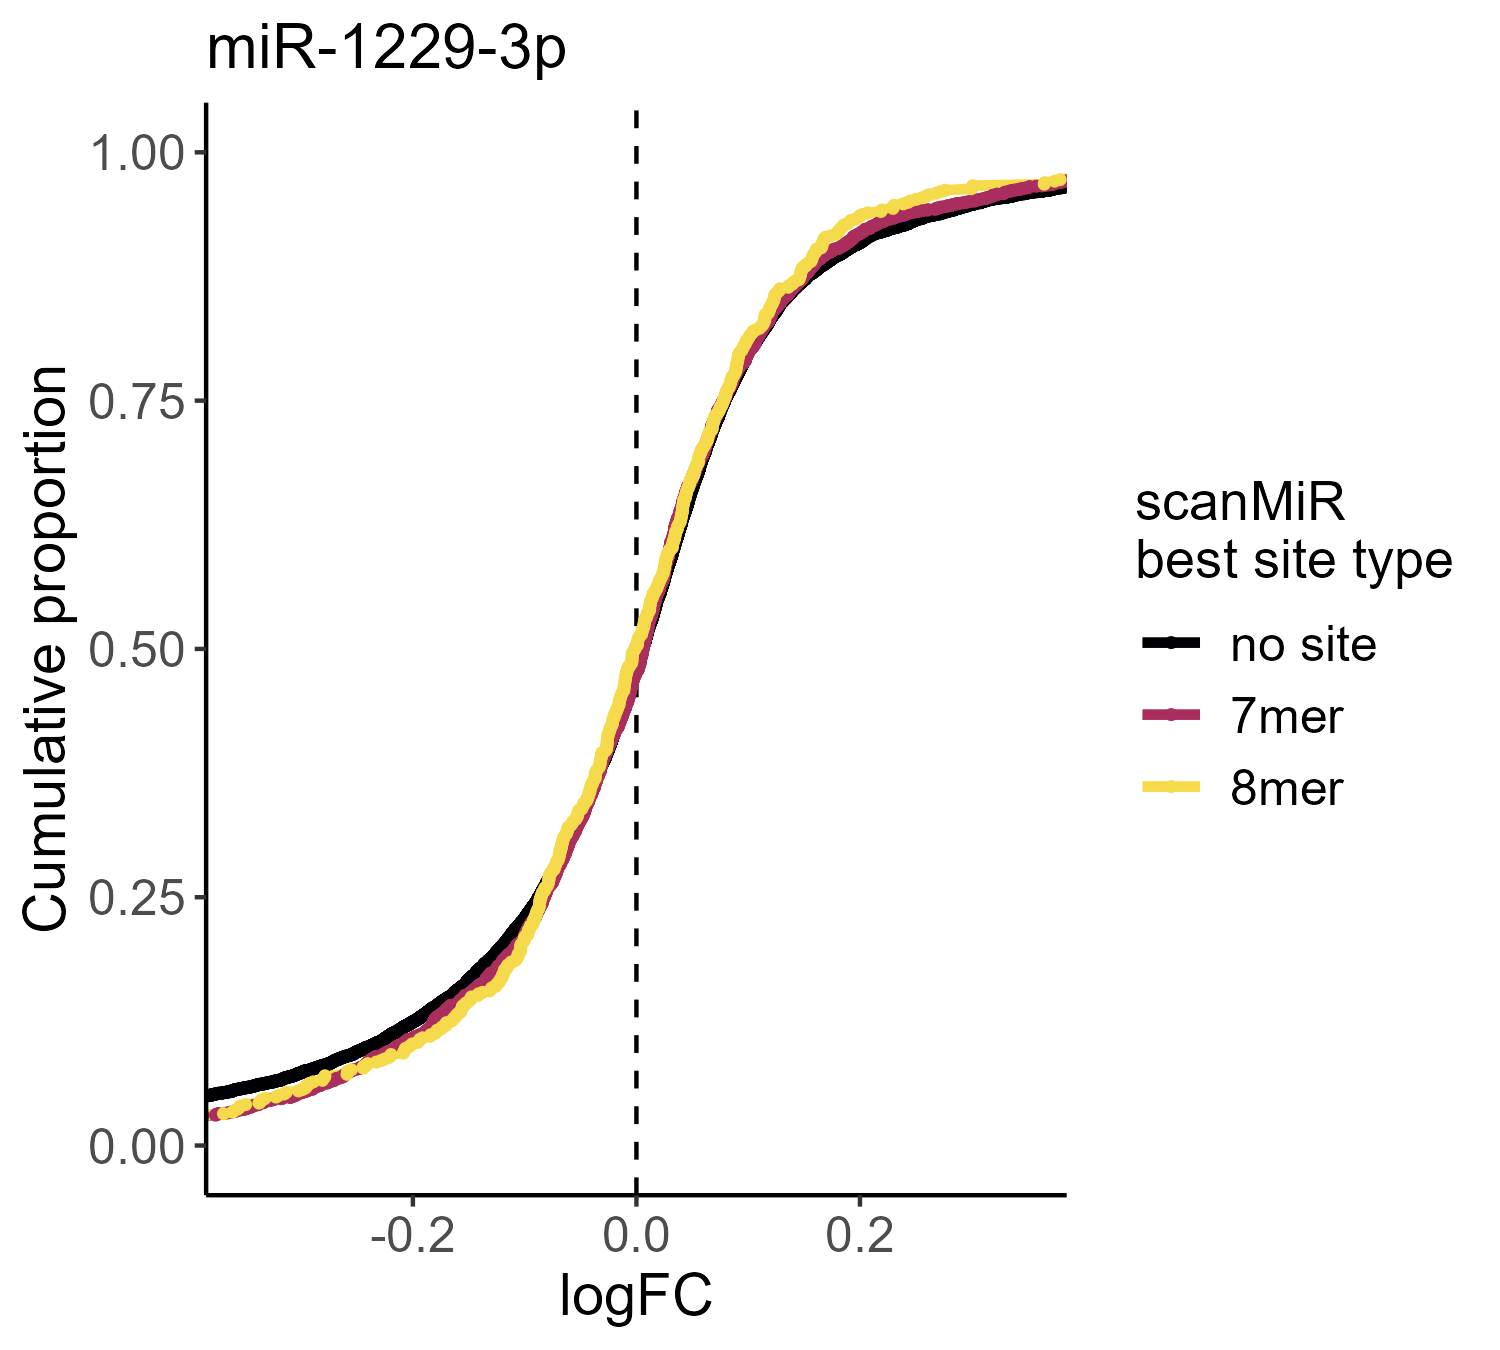 miR-1229-3p
1.00
0.75
0.50
0.25
0.00
Cumulative proportion
-0.2
0.0
0.2
logFC
scanMiR
best site type
no site
7mer
8mer